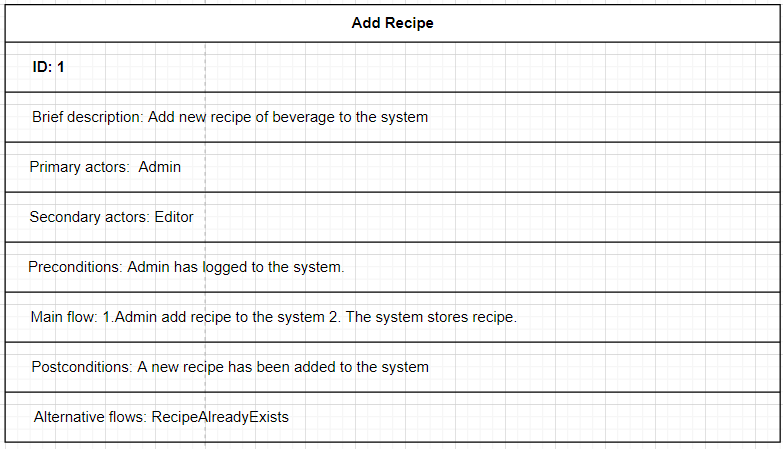 Add Recipe
ID: 1
Brief description: Add new recipe of beverage to the system
Primary actors:  Admin
Secondary actors: Editor
Preconditions: Admin has logged to the system.
Main flow: 1.Admin add recipe to the system 2. The system stores recipe.
Postconditions: A new recipe has been added to the system
Alternative flows: RecipeAlreadyExists